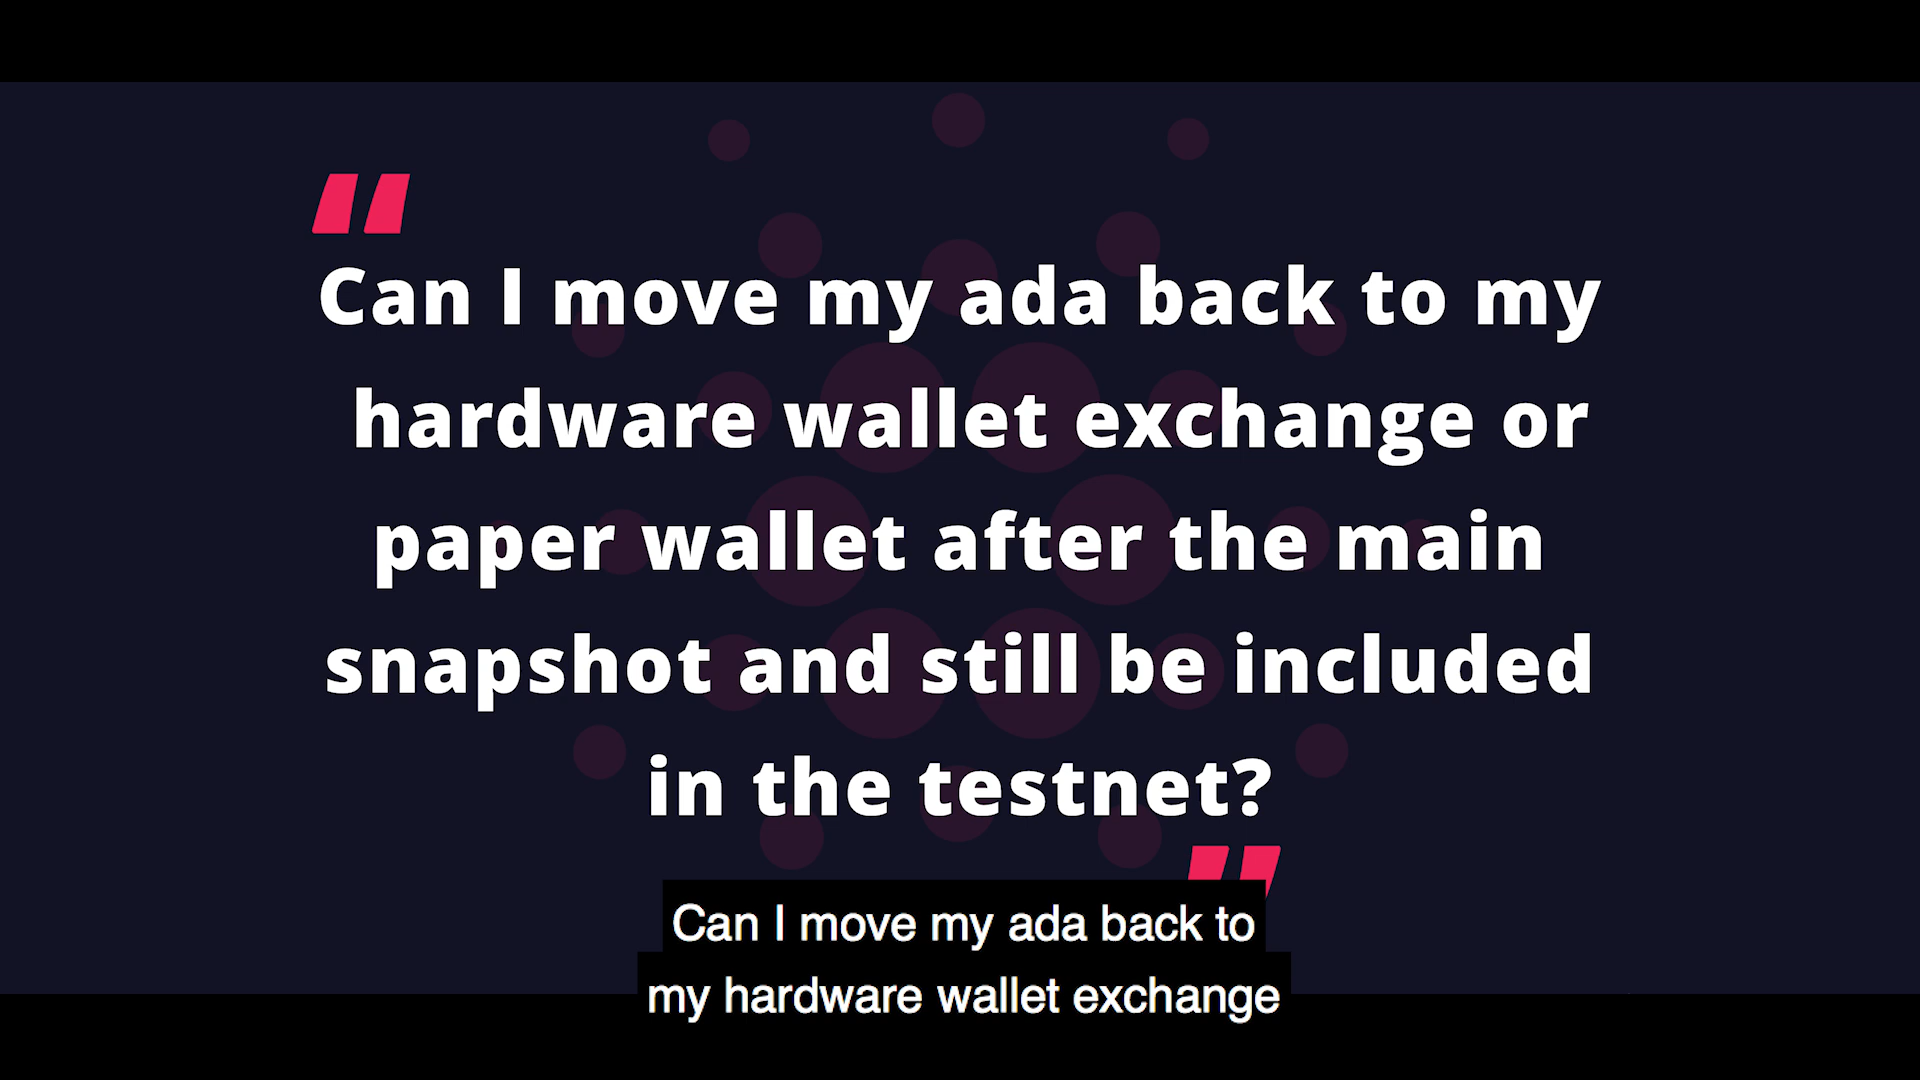 “
Can I move my ada back to my
hardware wallet exchange or
paper wallet after the main
snapshot and still be included
in the testnet?
”
Can I move my ada back to
my hardware wallet exchange